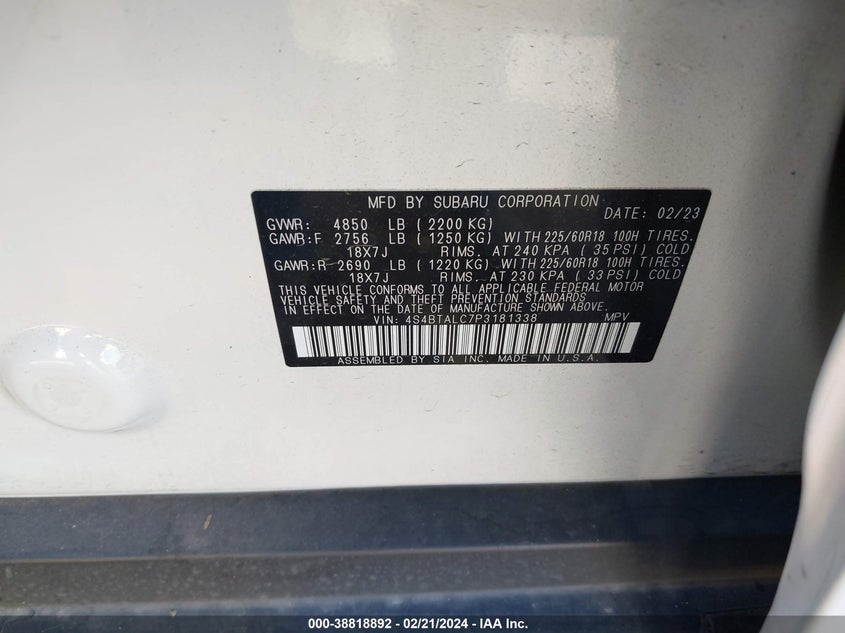 MFD BY SUBARU CORPORATION
DATE: 02/23
GVWR: 4850 LB (2200 KG)
GAWR:F 2756 LB (1250 KG) WITH 225/60R18 100H TIRES.
18X7J RIMS. AT 240 KPA ( 35 PSI) COLD
GAWR:R 2690 LB (1220 KG) WITH 225/60R18 100H TIRES.
18X7J RIMS. AT 230 KPA ( 33 PSI) COLD
THIS VEHICLE CONFORMS TO ALL APPLICABLE FEDERAL MOTOR
VEHICLE SAFETY AND THEFT PREVENTION STANDARDS
IN EFFECT ON THE DATE OF MANUFACTURE SHOWN ABOVE.
VIN: 4S4BTALC7P3181338 MPV
ASSEMBLED BY SIA INC. MADE IN U.S.A.
000-38818892 - 02/21/2024 - IAA Inc.